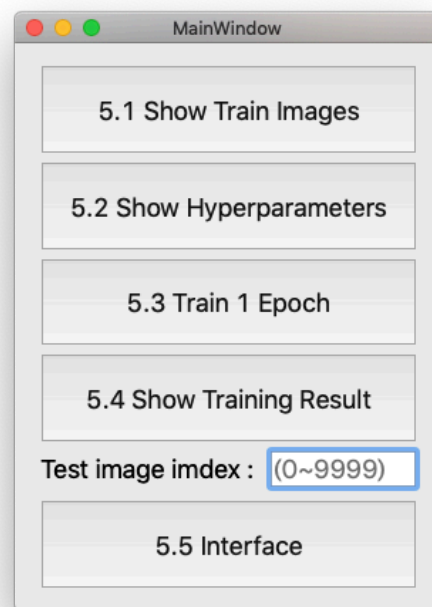 MainWindow
5.1 Show Train Images
5.2 Show Hyperparameters
5.3 Train 1 Epoch
5.4 Show Training Result
Test image imdex : (0~9999)
5.5 Interface